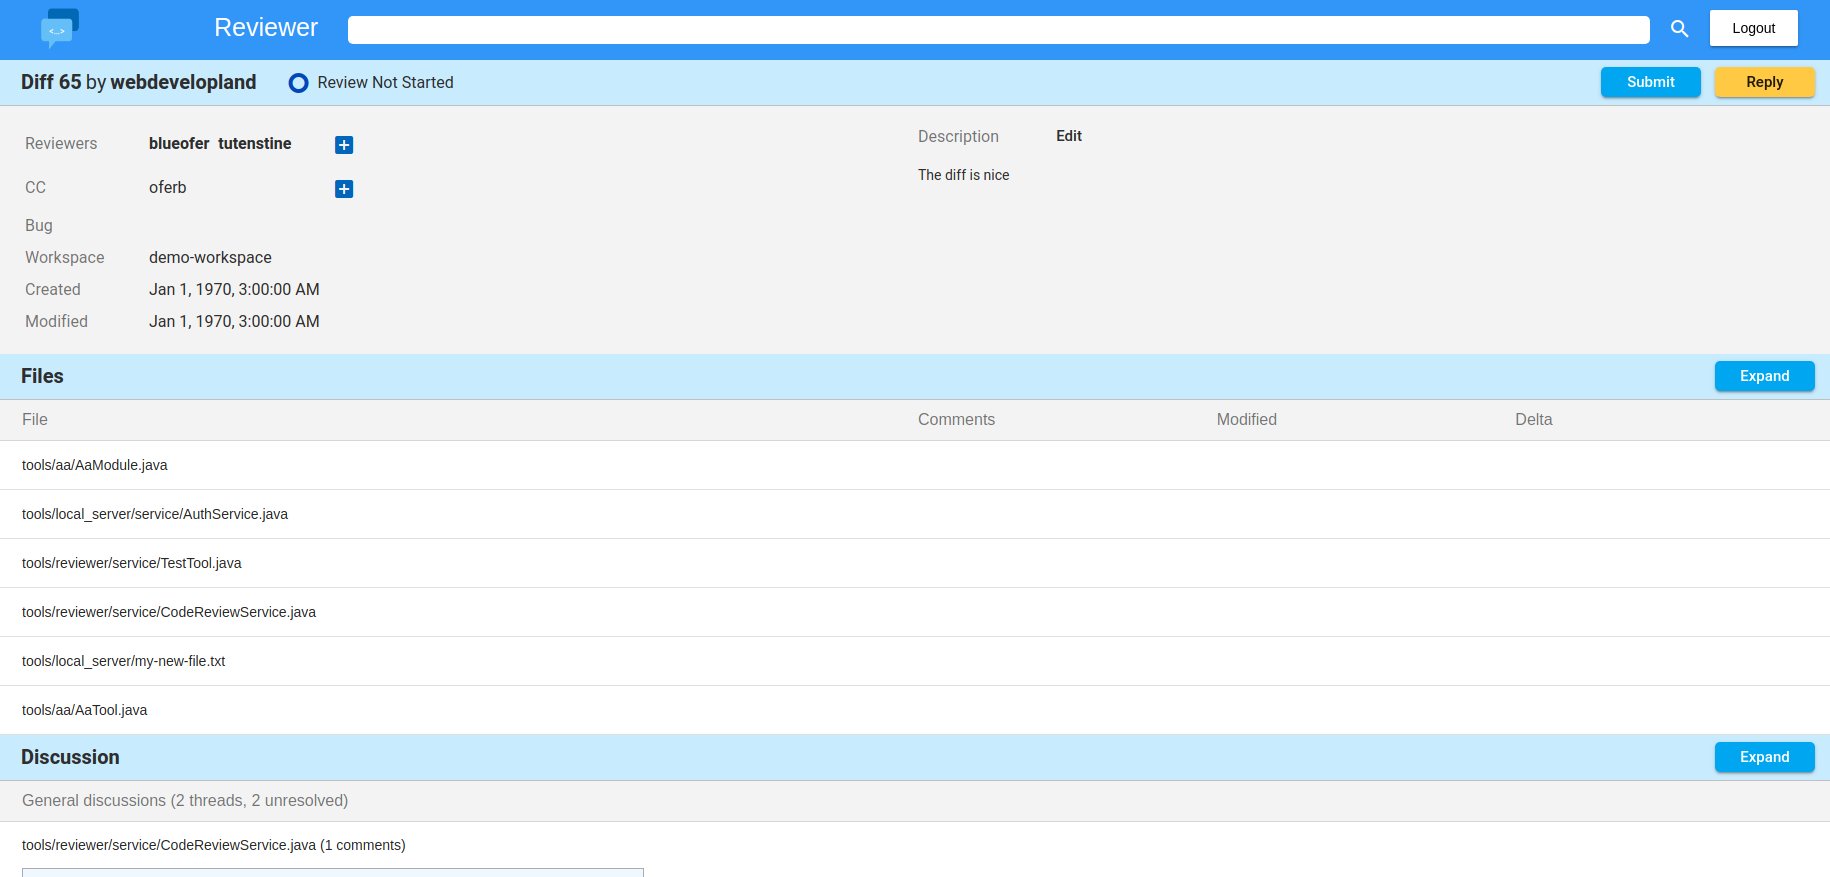 <...>
Reviewer
Logout
Diff 65 by webdevelopland
Review Not Started
Submit
Reply
Reviewers blueofer tutenstine
CC oferb
Bug
Workspace demo-workspace
Created Jan 1, 1970, 3:00:00 AM
Modified Jan 1, 1970, 3:00:00 AM
Description Edit
The diff is nice
Files
Expand
File Comments Modified Delta
tools/aa/AaModule.java
tools/local_server/service/AuthService.java
tools/reviewer/service/TestTool.java
tools/reviewer/service/CodeReviewService.java
tools/local_server/my-new-file.txt
tools/aa/AaTool.java
Discussion
Expand
General discussions (2 threads, 2 unresolved)
tools/reviewer/service/CodeReviewService.java (1 comments)